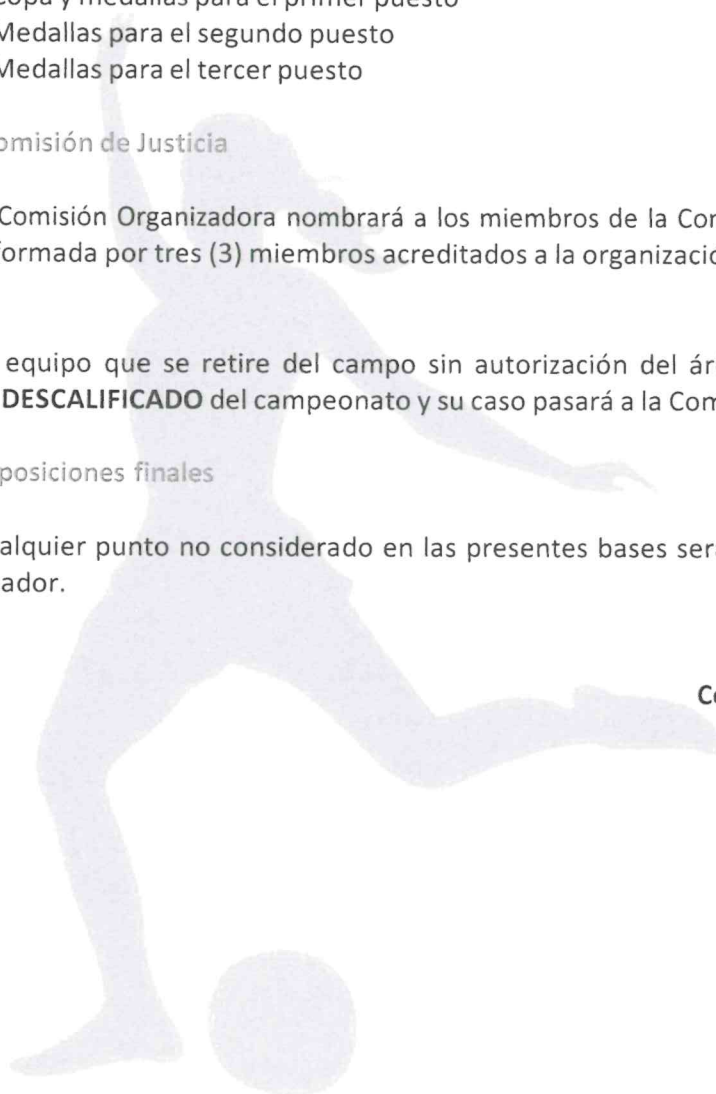 copa y medallas para el primer puesto
Medallas para el segundo puesto
Medallas para el tercer puesto
omisión de Justicia
Comisión Organizadora nombrará a los miembros de la Con
formada por tres (3) miembros acreditados a la organizacio
equipo que se retire del campo sin autorización del ár
DESCALIFICADO del campeonato y su caso pasará a la Com
posiciones finales
alquier punto no considerado en las presentes bases ser
ador.
Co